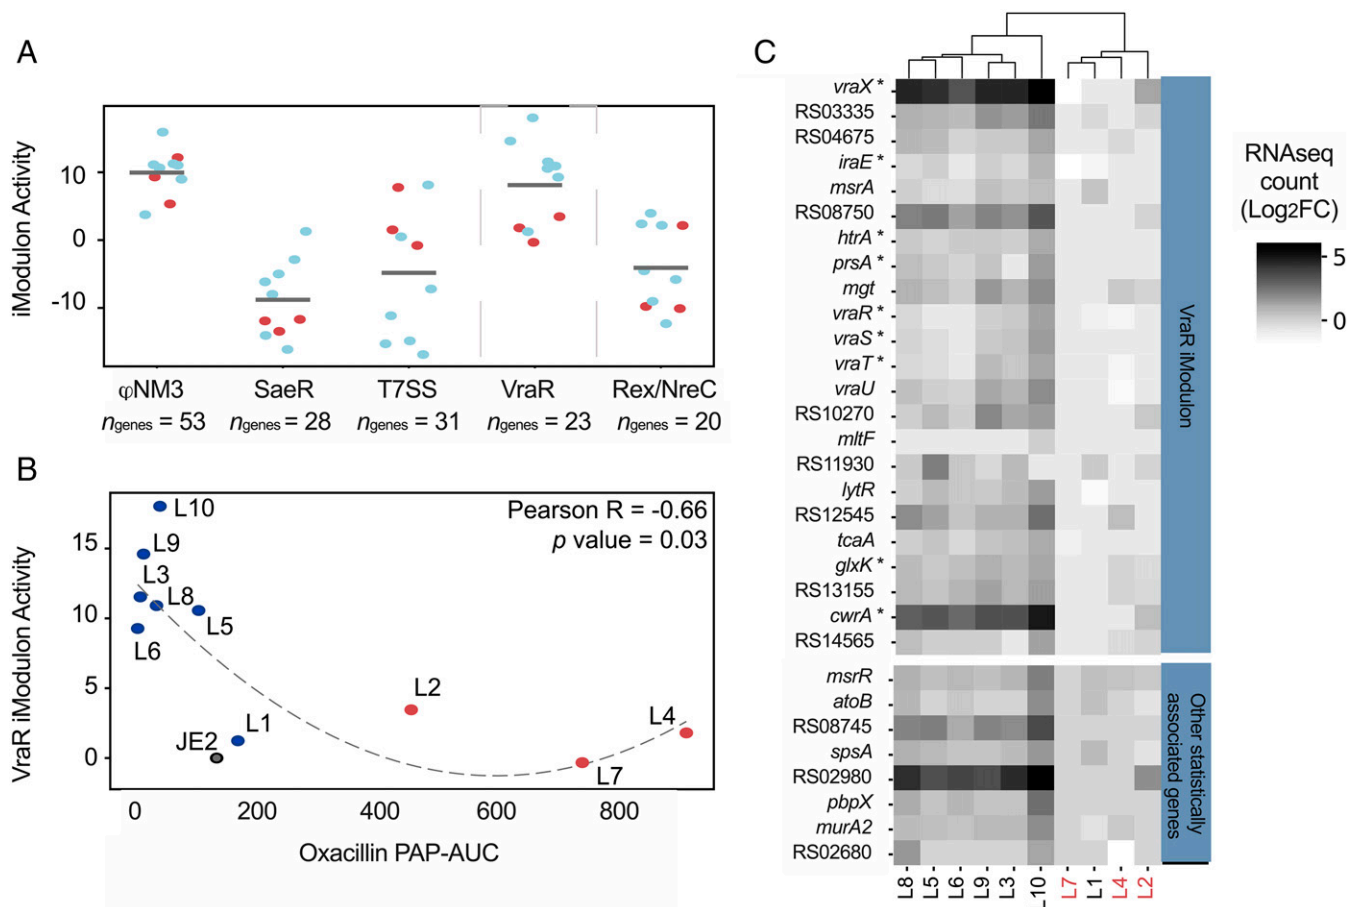 A
iModulon Activity
10
0
-10
φNM3
SaeR
T7SS
VraR
Rex/NreC
ngenes = 53
ngenes = 28
ngenes = 31
ngenes = 23
ngenes = 20
B
VraR iModulon Activity
15
10
5
0
Pearson R = -0.66
p value = 0.03
L10
L9
L3
L8
L5
L6
L2
L1
JE2
L4
L7
0
200
400
600
800
Oxacillin PAP-AUC
C
vraX *
RS03335
RS04675
iraE *
msrA
RS08750
htrA *
prsA *
mgt
vraR *
vraS *
vraT *
vraU
RS10270
mltF
RS11930
lytR
RS12545
tcaA
glxK *
RS13155
cwrA *
RS14565
msrR
atoB
RS08745
spsA
RS02980
pbpX
murA2
RS02680
L8
L5
L6
L9
L3
L10
L7
L1
L4
L2
VraR iModulon
Other statistically
associated genes
RNAseq
count
(Log2FC)
5
0